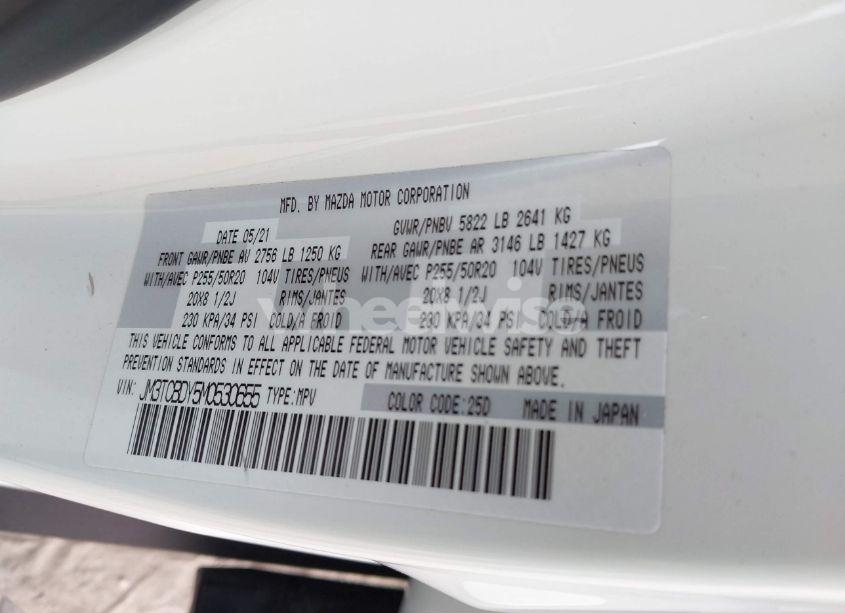 MFD. BY MAZDA MOTOR CORPORATION
DATE 05/21 GVWR/PNBV 5822 LB 2641 KG
FRONT GAWR/PNBE AV 2756 LB 1250 KG REAR GAWR/PNBE AR 3146 LB 1427 KG
WITH/AVEC P255/50R20 104V TIRES/PNEUS WITH/AVEC P255/50R20 104V TIRES/PNEUS
20X8 1/2J RIMS/JANTES 20X8 1/2J RIMS/JANTES
230 KPA/34 PSI COLD/A FROID 230 KPA/34 PSI COLD/A FROID
THIS VEHICLE CONFORMS TO ALL APPLICABLE FEDERAL MOTOR VEHICLE SAFETY AND THEFT
PREVENTION STANDARDS IN EFFECT ON THE DATE OF MANUFACTURE SHOWN ABOVE.
VIN: JM3TCBDY5M0530655 TYPE:MPV COLOR CODE:25D MADE IN JAPAN